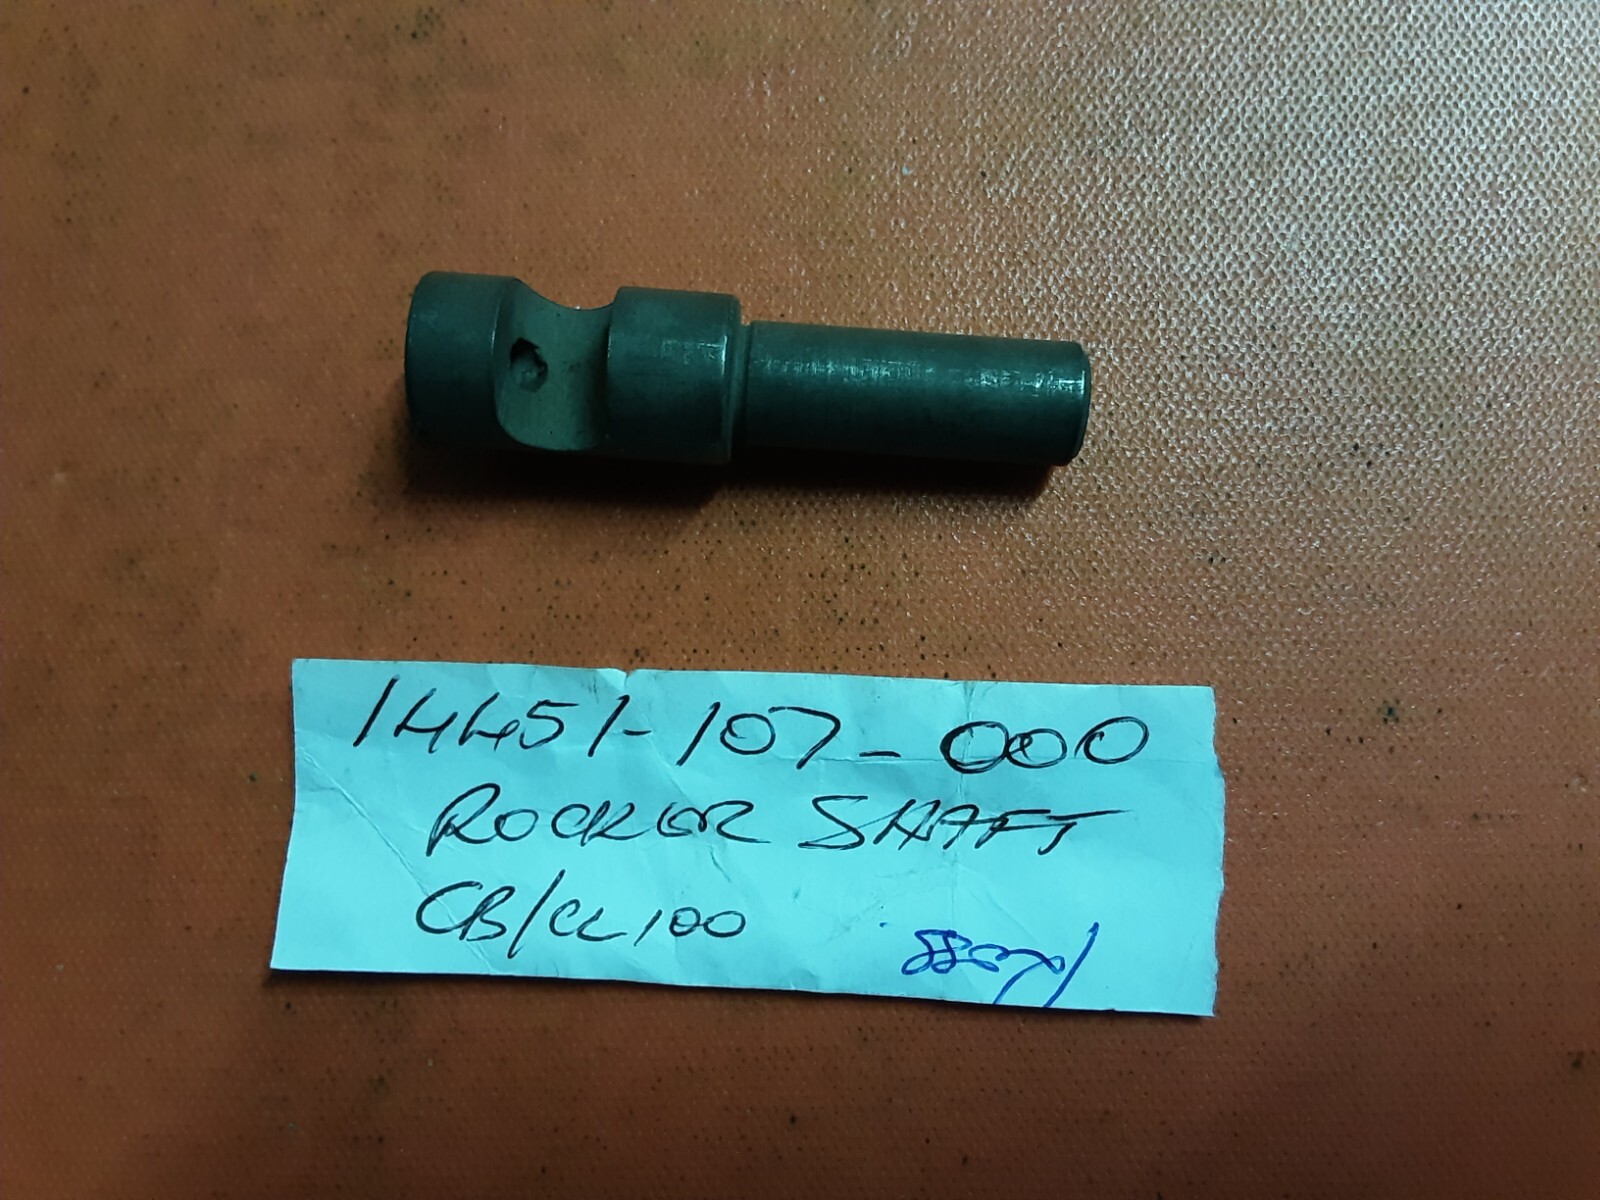 14451-107-000
ROCKER SHAFT
CB/CL100